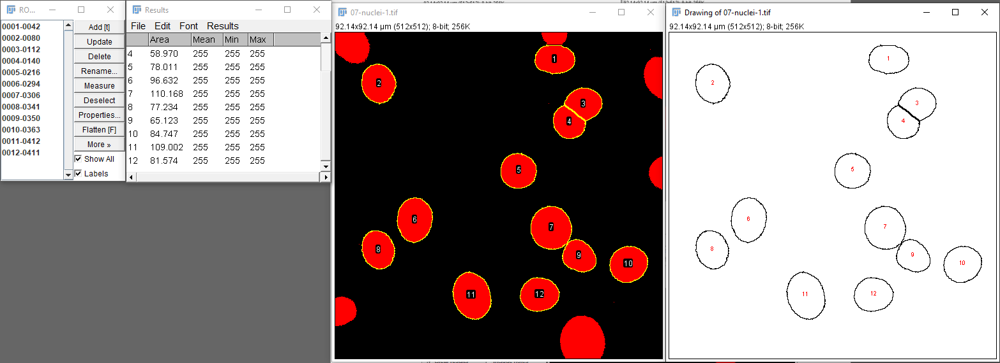 RO...
0001-0042
0002-0080
0003-0112
0004-0140
0005-0216
0006-0294
0007-0306
0008-0341
0009-0350
0010-0363
0011-0412
0012-0411
Add [t]
Update
Delete
Rename...
Measure
Deselect
Properties...
Flatten [F]
More »
Show All
Labels
Results
File Edit Font Results
Area Mean Min Max
4 58.970 255 255 255
5 78.011 255 255 255
6 96.632 255 255 255
7 110.168 255 255 255
8 77.234 255 255 255
9 65.123 255 255 255
10 84.747 255 255 255
11 109.002 255 255 255
12 81.574 255 255 255
07-nuclei-1.tif
92.14x92.14 µm (512x512); 8-bit; 256K
1
2
3
4
5
6
7
8
9
10
11
12
Drawing of 07-nuclei-1.tif
92.14x92.14 µm (512x512); 8-bit; 256K
1
2
3
4
5
6
7
8
9
10
11
12